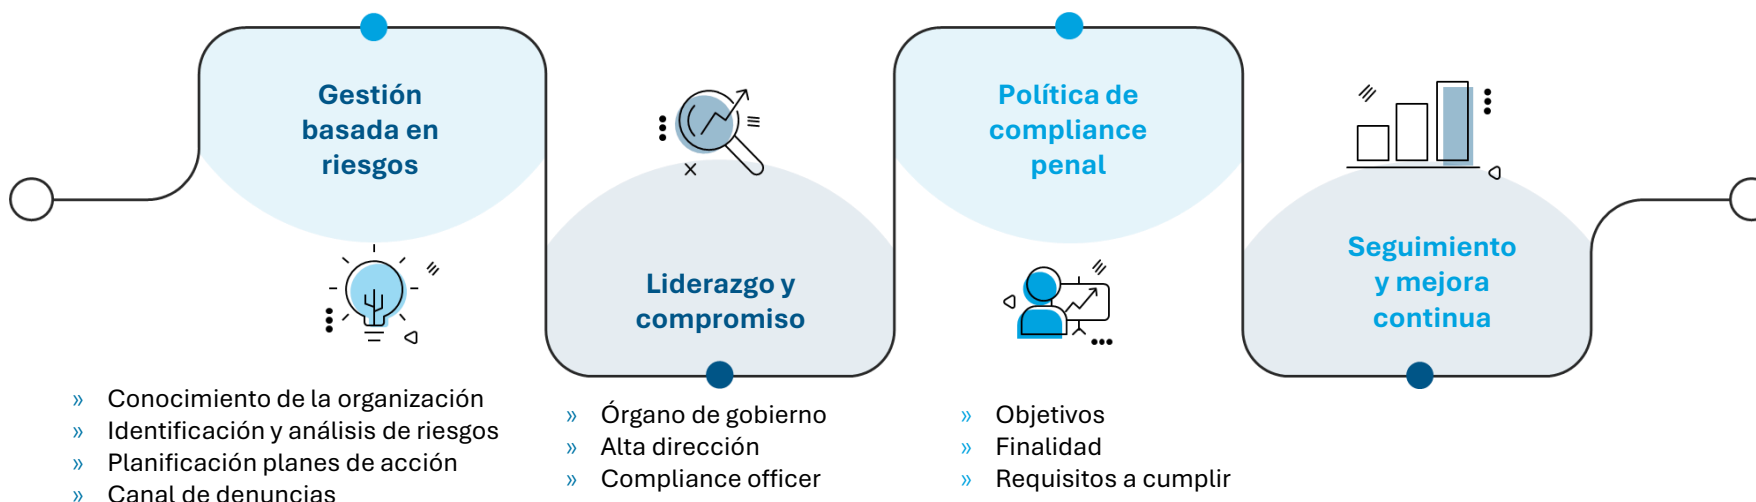 Gestión
basada en
riesgos
» Conocimiento de la organización
» Identificación y análisis de riesgos
» Planificación planes de acción
» Canal de denuncias
Liderazgo y
compromiso
» Órgano de gobierno
» Alta dirección
» Compliance officer
Política de
compliance
penal
» Objetivos
» Finalidad
» Requisitos a cumplir
Seguimiento
y mejora
continua